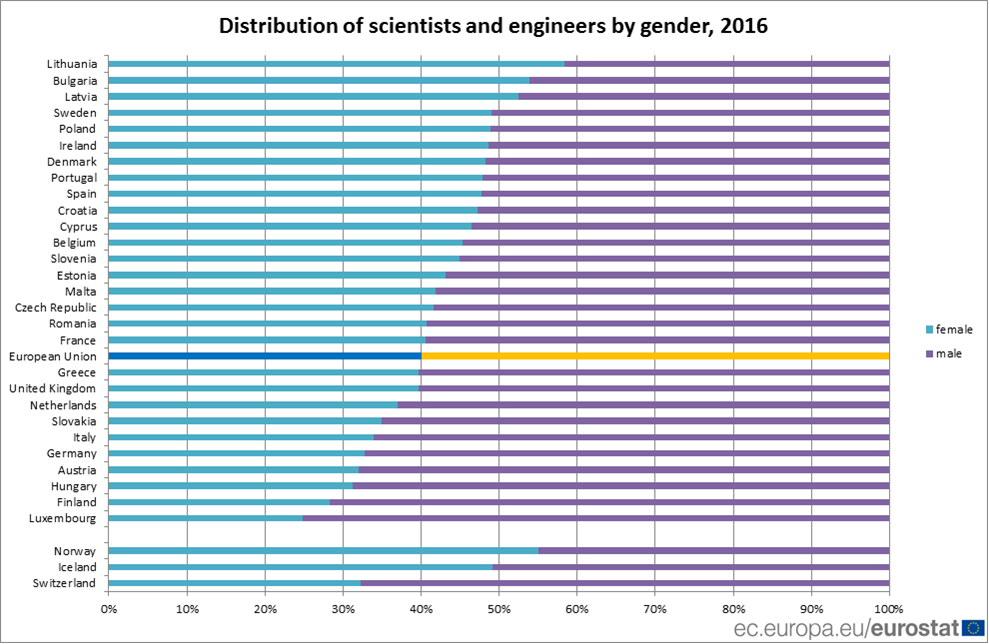 Distribution of scientists and engineers by gender, 2016
Lithuania
Bulgaria
Latvia
Sweden
Poland
Ireland
Denmark
Portugal
Spain
Croatia
Cyprus
Belgium
Slovenia
Estonia
Malta
Czech Republic
Romania
France
European Union
Greece
United Kingdom
Netherlands
Slovakia
Italy
Germany
Austria
Hungary
Finland
Luxembourg
Norway
Iceland
Switzerland
0% 10% 20% 30% 40% 50% 60% 70% 80% 90% 100%
female
male
ec.europa.eu/eurostat